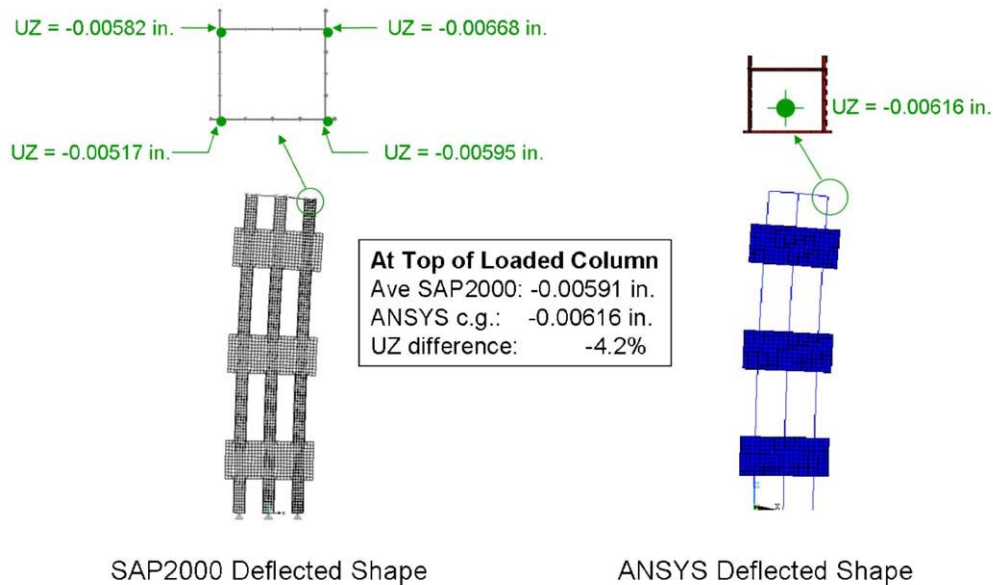 UZ = -0.00582 in.
UZ = -0.00668 in.
UZ = -0.00616 in.
UZ = -0.00517 in.
UZ = -0.00595 in.
At Top of Loaded Column
Ave SAP2000: -0.00591 in.
ANSYS c.g.: -0.00616 in.
UZ difference: -4.2%
SAP2000 Deflected Shape
ANSYS Deflected Shape